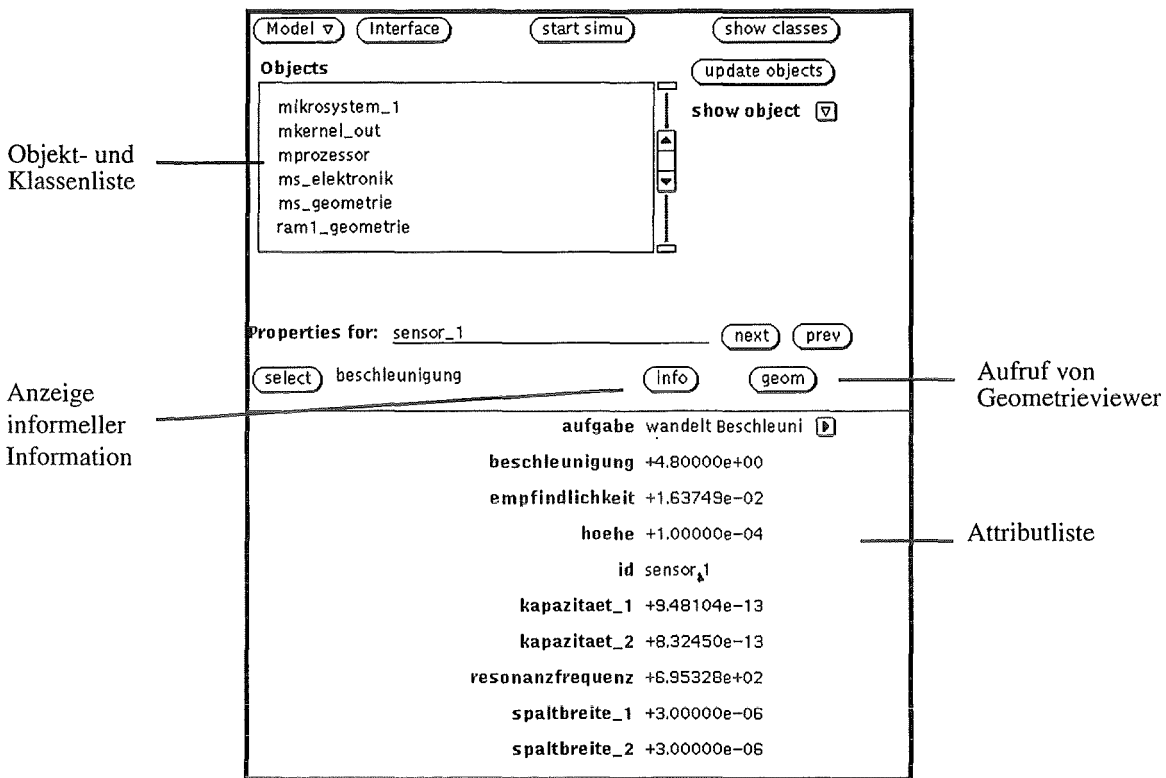 Model Interface start simu show classes
Objects update objects
mikrosystem_1 show object
mkernel_out
mprozessor
ms_elektronik
ms_geometrie
ram1_geometrie
Objekt- und
Klassenliste
Properties for: sensor_1 next prev
select beschleunigung info geom
Anzeige
informeller
Information
Aufruf von
Geometrieviewer
aufgabe wandelt Beschleuni
beschleunigung +4.80000e+00
empfindlichkeit +1.63749e-02
hoehe +1.00000e-04
Attributliste
id sensor_1
kapazitaet_1 +9.48104e-13
kapazitaet_2 +8.32450e-13
resonanzfrequenz +6.95328e+02
spaltbreite_1 +3.00000e-06
spaltbreite_2 +3.00000e-06